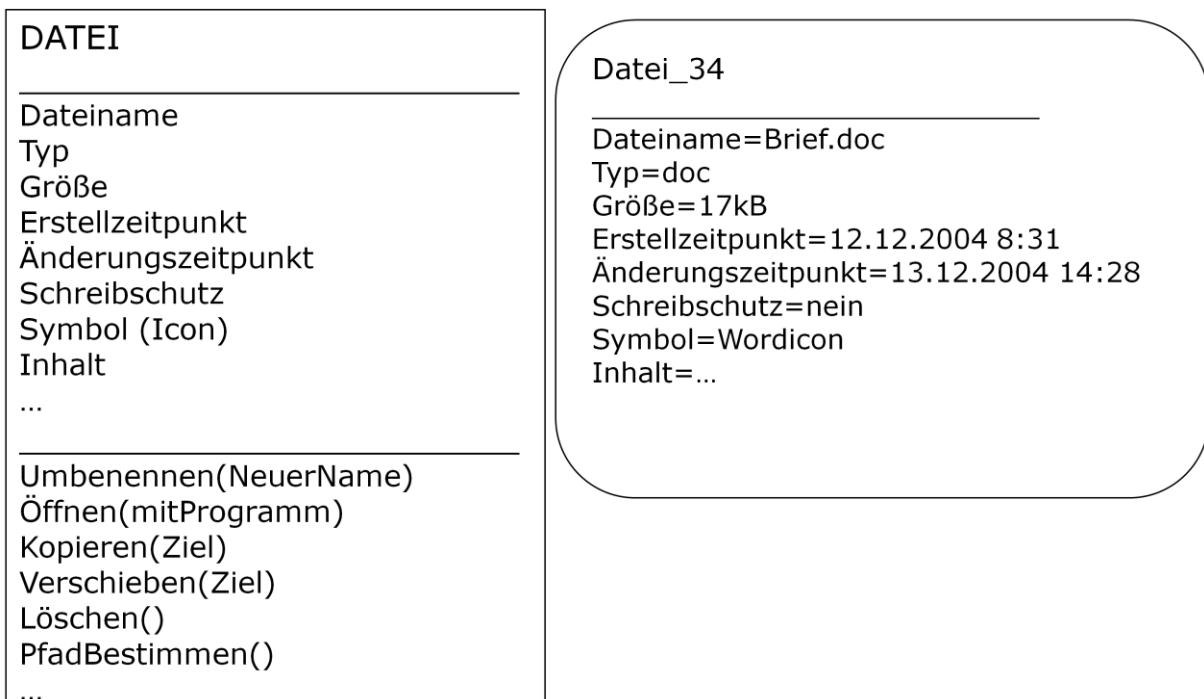 DATEI
Dateiname
Typ
Größe
Erstellzeitpunkt
Änderungszeitpunkt
Schreibschutz
Symbol (Icon)
Inhalt
…
Umbenennen(NeuerName)
Öffnen(mitProgramm)
Kopieren(Ziel)
Verschieben(Ziel)
Löschen()
PfadBestimmen()
…
Datei_34
Dateiname=Brief.doc
Typ=doc
Größe=17kB
Erstellzeitpunkt=12.12.2004 8:31
Änderungszeitpunkt=13.12.2004 14:28
Schreibschutz=nein
Symbol=Wordicon
Inhalt=…